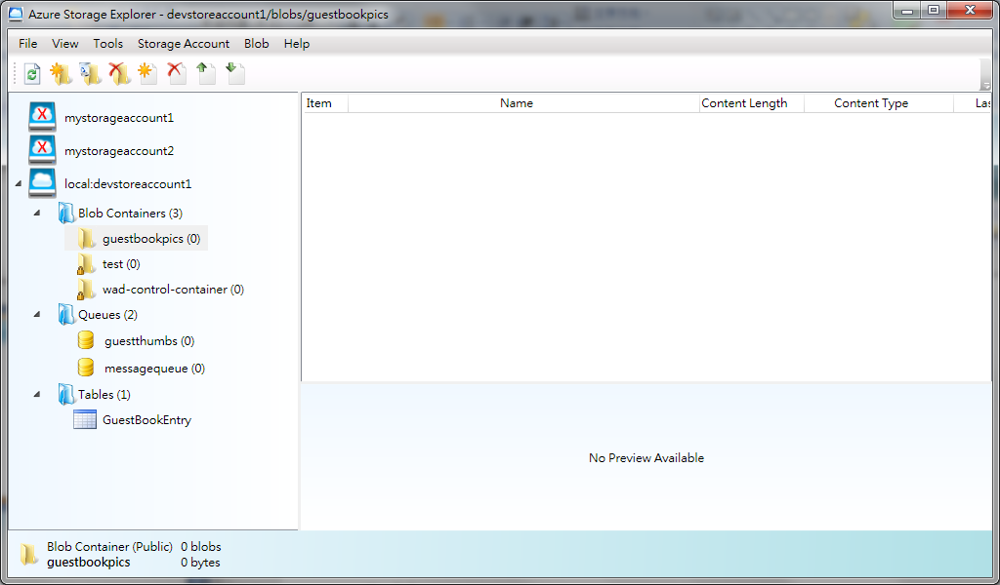 Azure Storage Explorer - devstoreaccount1/blobs/guestbookpics
File View Tools Storage Account Blob Help
mystorageaccount1
mystorageaccount2
local:devstoreaccount1
Blob Containers (3)
guestbookpics (0)
test (0)
wad-control-container (0)
Queues (2)
guestthumbs (0)
messagequeue (0)
Tables (1)
GuestBookEntry
Item Name Content Length Content Type Las
No Preview Available
Blob Container (Public) 0 blobs
guestbookpics 0 bytes